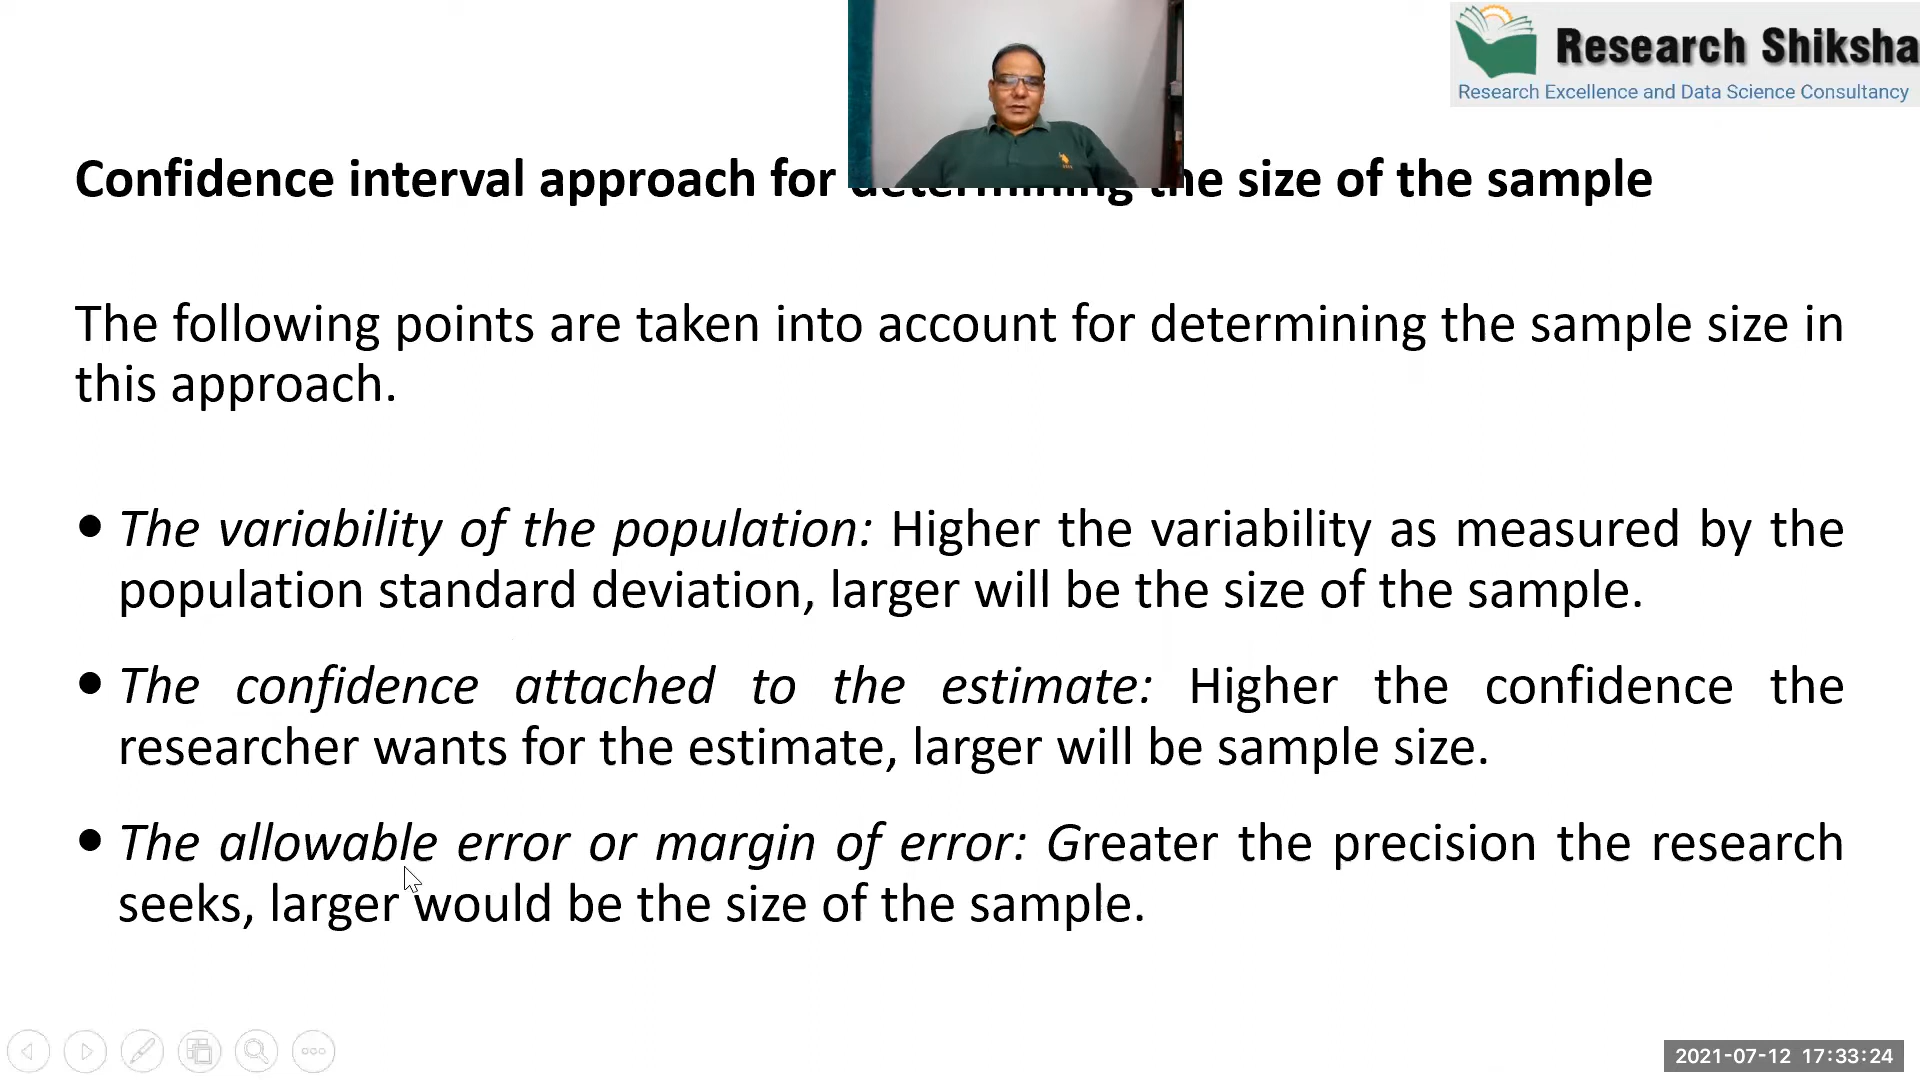 Research Shiksha
Research Excellence and Data Science Consultancy
Confidence interval approach for determining the size of the sample
The following points are taken into account for determining the sample size in
this approach.
• The variability of the population: Higher the variability as measured by the
population standard deviation, larger will be the size of the sample.
• The confidence attached to the estimate: Higher the confidence the
researcher wants for the estimate, larger will be sample size.
• The allowable error or margin of error: Greater the precision the research
seeks, larger would be the size of the sample.
2021-07-12 17:33:24